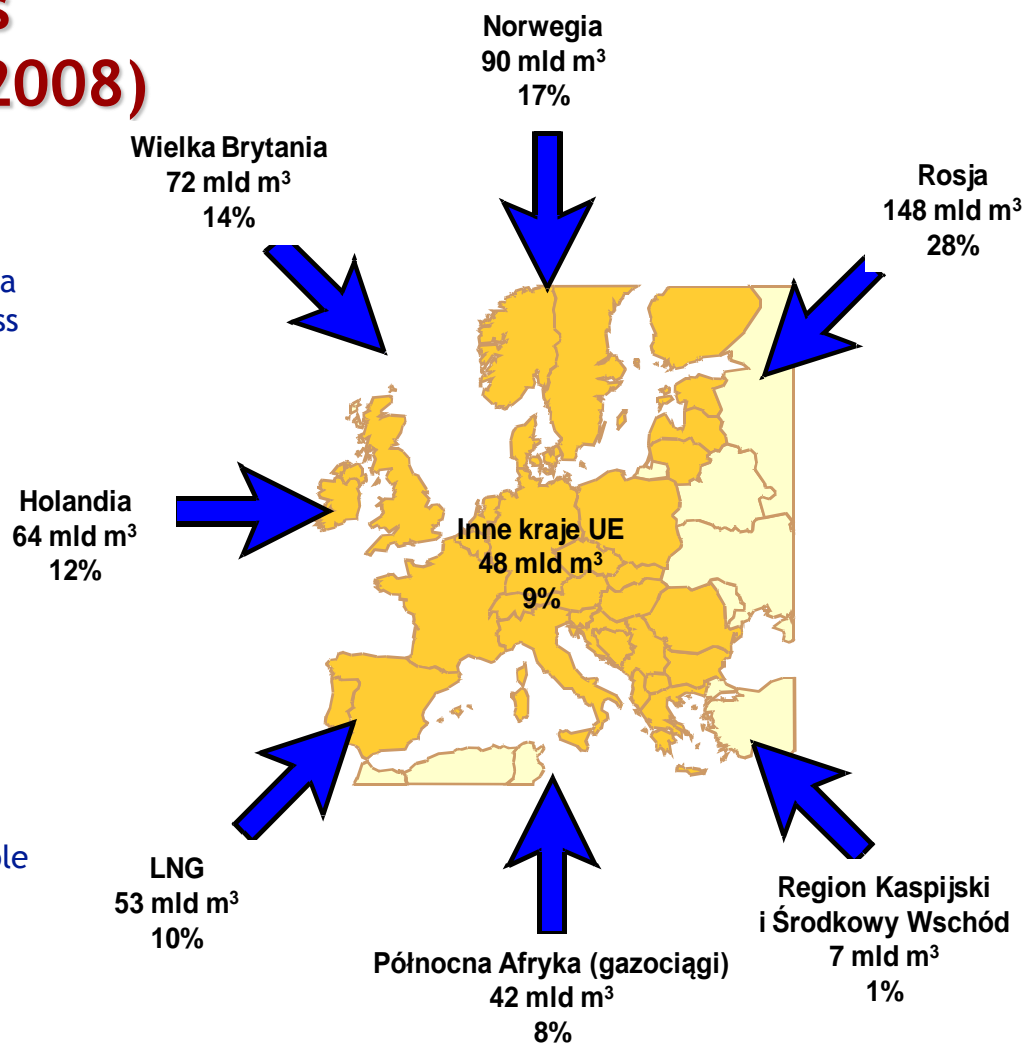 2008)
Norwegia
90 mld m³
17%
Wielka Brytania
72 mld m³
14%
Rosja
148 mld m³
28%
Holandia
64 mld m³
12%
Inne kraje UE
48 mld m³
9%
LNG
53 mld m³
10%
Północna Afryka (gazociągi)
42 mld m³
8%
Region Kaspijski
i Środkowy Wschód
7 mld m³
1%